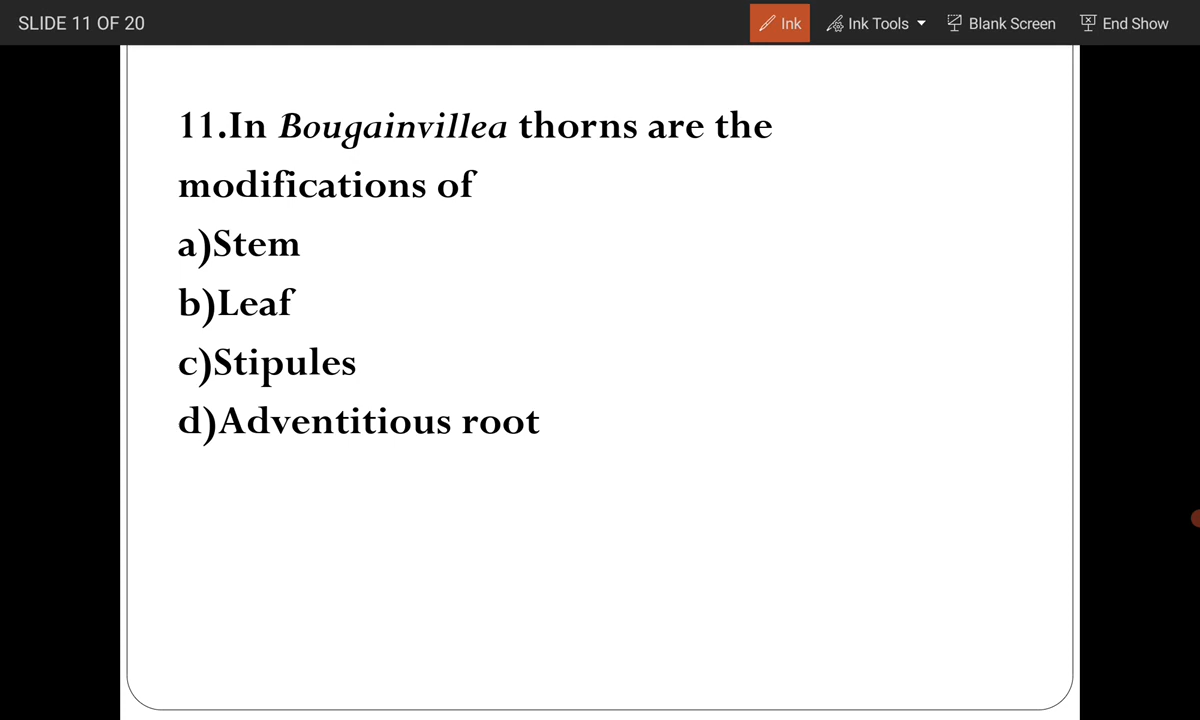 SLIDE 11 OF 20
Ink
Ink Tools
Blank Screen
End Show
11.In Bougainvillea thorns are the
modifications of
a)Stem
b)Leaf
c)Stipules
d)Adventitious root